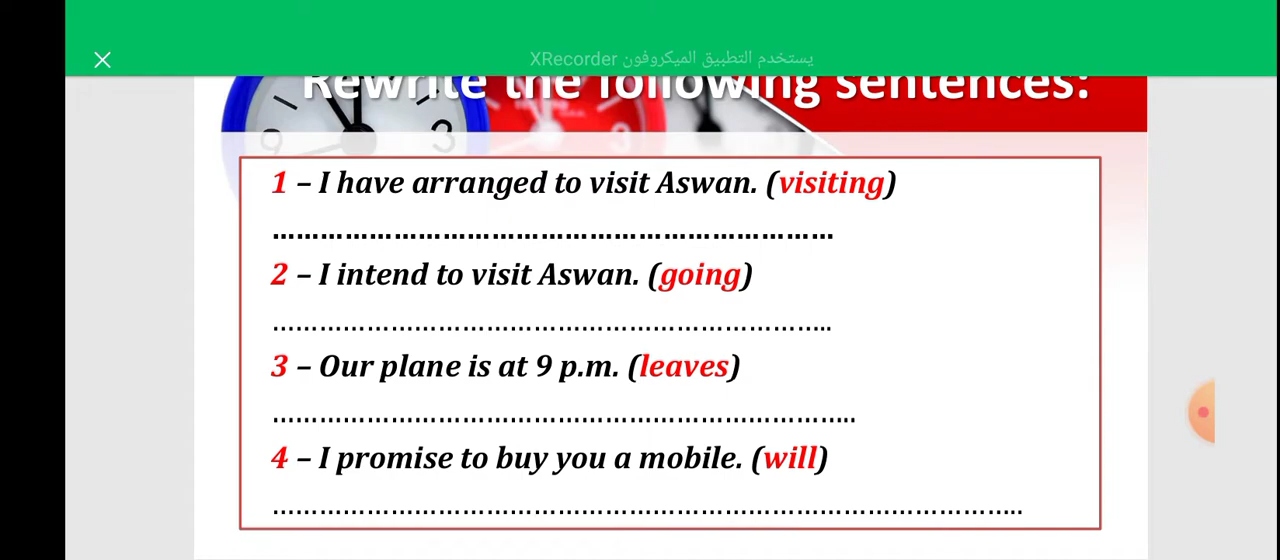 يستخدم التطبيق الميكروفون XRecorder
Rewrite the following sentences:
1 – I have arranged to visit Aswan. (visiting)
……………………………………………………………
2 – I intend to visit Aswan. (going)
…………………………………………………………..
3 – Our plane is at 9 p.m. (leaves)
……………………………………………………………..
4 – I promise to buy you a mobile. (will)
………………………………………………………………………………..